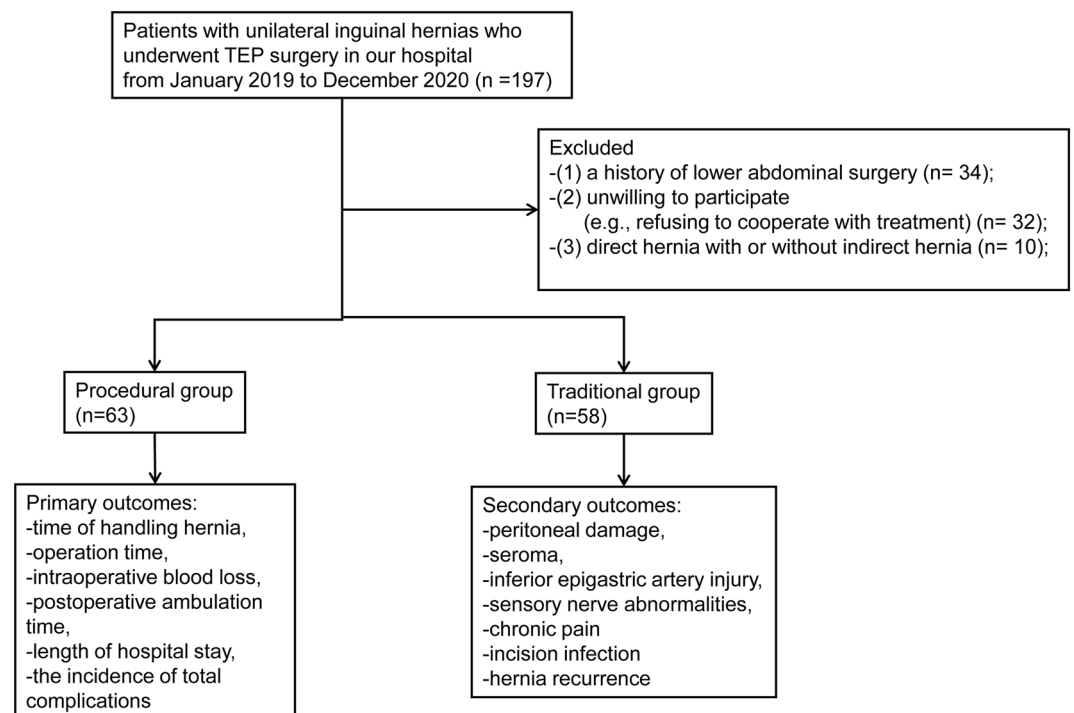 Patients with unilateral inguinal hernias who
underwent TEP surgery in our hospital
from January 2019 to December 2020 (n =197)
Excluded
-(1) a history of lower abdominal surgery (n= 34);
-(2) unwilling to participate
(e.g., refusing to cooperate with treatment) (n= 32);
-(3) direct hernia with or without indirect hernia (n= 10);
Procedural group
(n=63)
Traditional group
(n=58)
Primary outcomes:
-time of handling hernia,
-operation time,
-intraoperative blood loss,
-postoperative ambulation
time,
-length of hospital stay,
-the incidence of total
complications
Secondary outcomes:
-peritoneal damage,
-seroma,
-inferior epigastric artery injury,
-sensory nerve abnormalities,
-chronic pain
-incision infection
-hernia recurrence